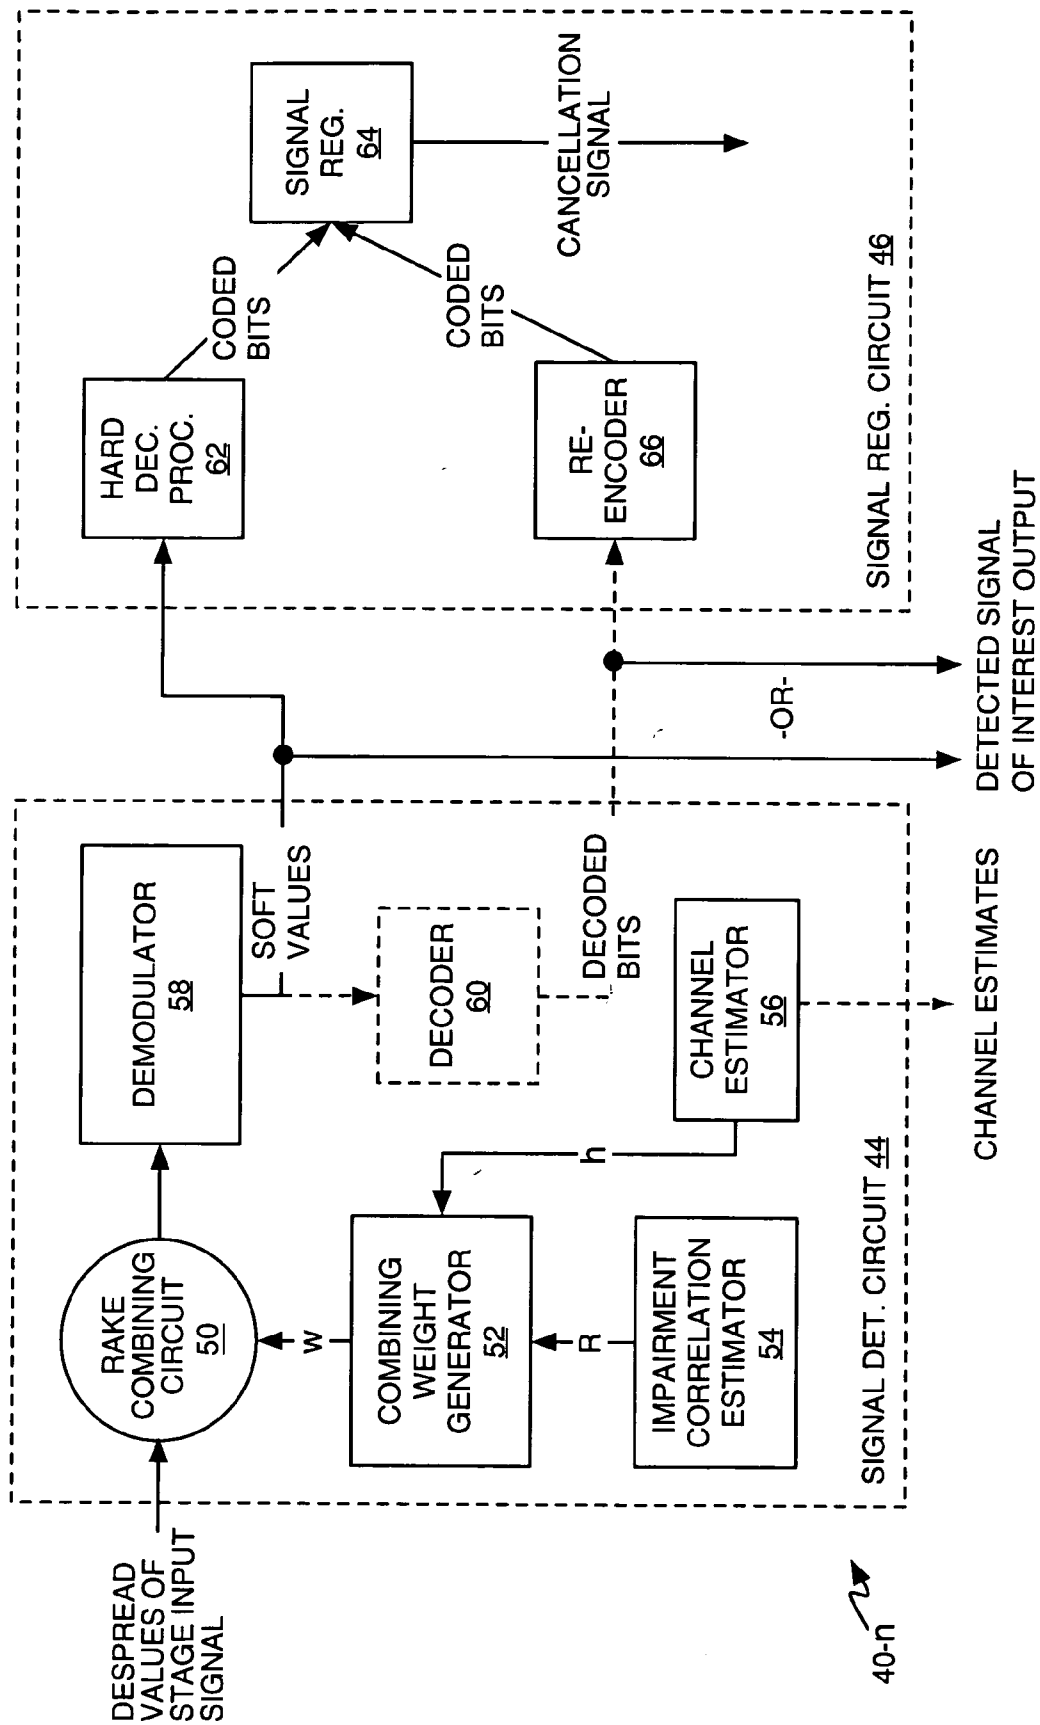 DESPREAD
VALUES OF
STAGE INPUT
SIGNAL
RAKE
COMBINING
CIRCUIT
50
DEMODULATOR
58
SOFT
VALUES
W
COMBINING
WEIGHT
GENERATOR
52
DECODER
60
h
R
DECODED
BITS
IMPAIRMENT
CORRELATION
ESTIMATOR
54
CHANNEL
ESTIMATOR
56
SIGNAL DET. CIRCUIT 44
CHANNEL ESTIMATES
40-n
HARD
DEC.
PROC.
62
CODED
BITS
SIGNAL
REG.
64
CODED
BITS
CANCELLATION
SIGNAL
RE-
ENCODER
66
-OR-
SIGNAL REG. CIRCUIT 46
DETECTED SIGNAL
OF INTEREST OUTPUT